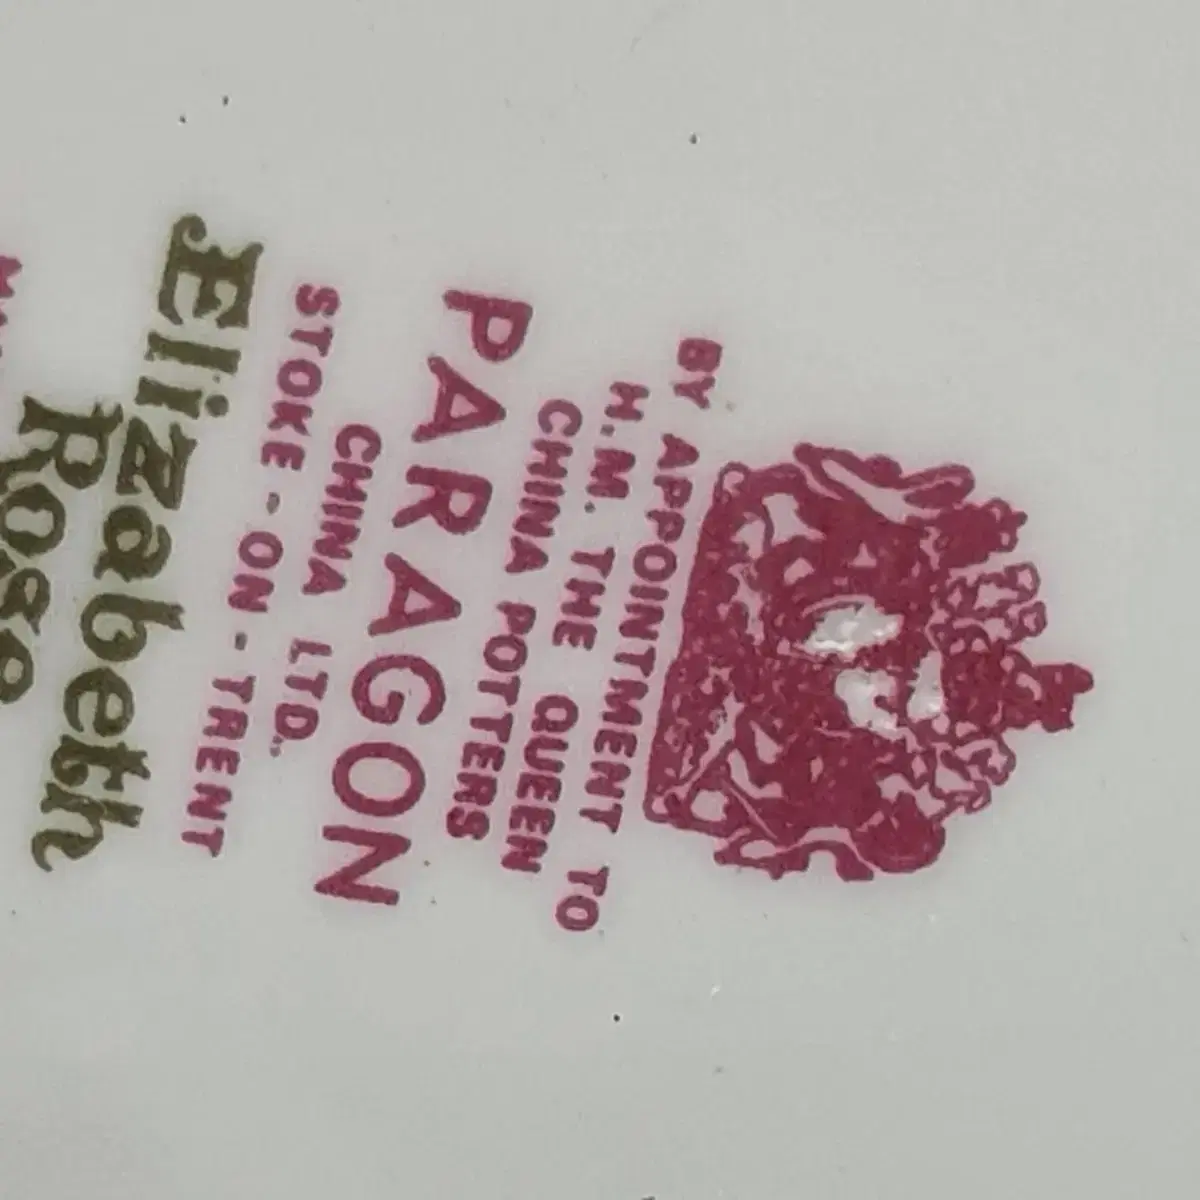 BY APPOINTMENT TO
H.M. THE QUEEN
CHINA POTTERS
PARAGON
CHINA LTD.
STOKE - ON - TRENT
Elizabeth
Rose